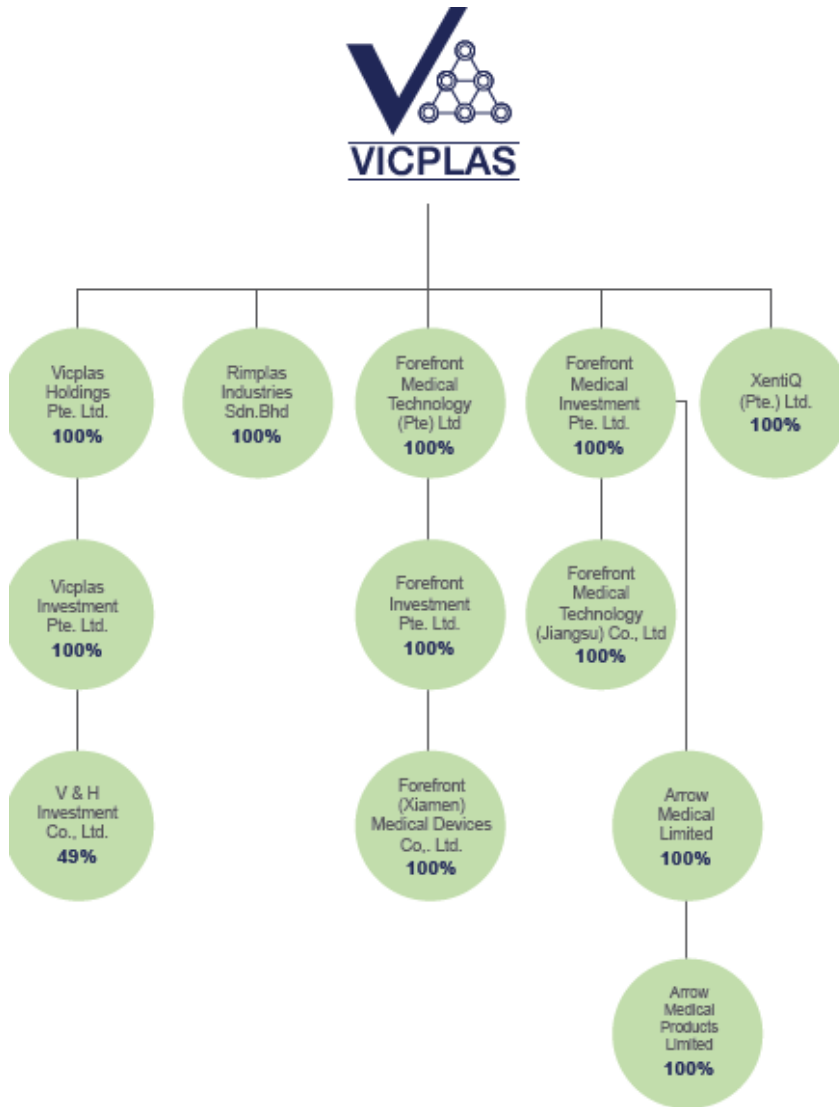 VICPLAS
Vicplas
Holdings
Pte. Ltd.
100%
Rimplas
Industries
Sdn.Bhd
100%
Forefront
Medical
Technology
(Pte) Ltd
100%
Forefront
Medical
Investment
Pte. Ltd.
100%
XentiQ
(Pte.) Ltd.
100%
Vicplas
Investment
Pte. Ltd.
100%
Forefront
Investment
Pte. Ltd.
100%
Forefront
Medical
Technology
(Jiangsu) Co., Ltd
100%
V & H
Investment
Co., Ltd.
49%
Forefront
(Xiamen)
Medical Devices
Co,. Ltd.
100%
Arrow
Medical
Limited
100%
Arrow
Medical
Products
Limited
100%